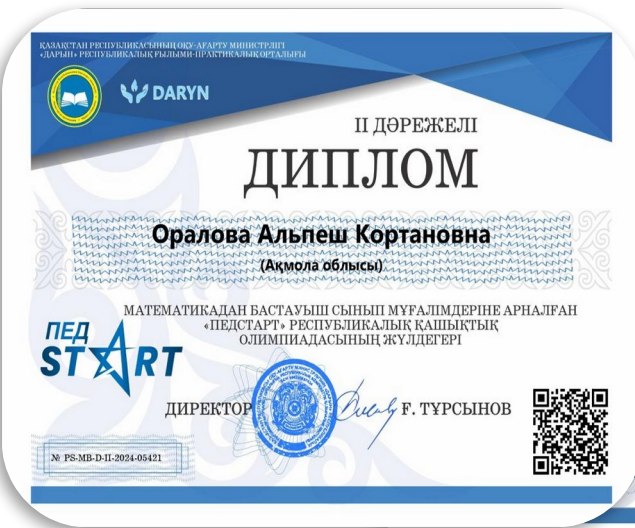 ҚАЗАҚСТАН РЕСПУБЛИКАСЫНЫҢ ОҚУ-АҒАРТУ МИНИСТРЛІГІ
«ДАРЫН» РЕСПУБЛИКАЛЫҚ ҒЫЛЫМИ-ПРАКТИКАЛЫҚ ОРТАЛЫҒЫ
DARYN
II ДӘРЕЖЕЛІ
ДИПЛОМ
Оралова Альпеш Кортановна
(Ақмола облысы)
МАТЕМАТИКАДАН БАСТАУЫШ СЫНЫП МҰҒАЛІМДЕРІНЕ АРНАЛҒАН
«ПЕДСТАРТ» РЕСПУБЛИКАЛЫҚ ҚАШЫҚТЫҚ
ОЛИМПИАДАСЫНЫҢ ЖҮЛДЕГЕРІ
ПЕД
START
ДИРЕКТОР Ғ. ТҰРСЫНОВ
№ PS-MB-D-II-2024-05421